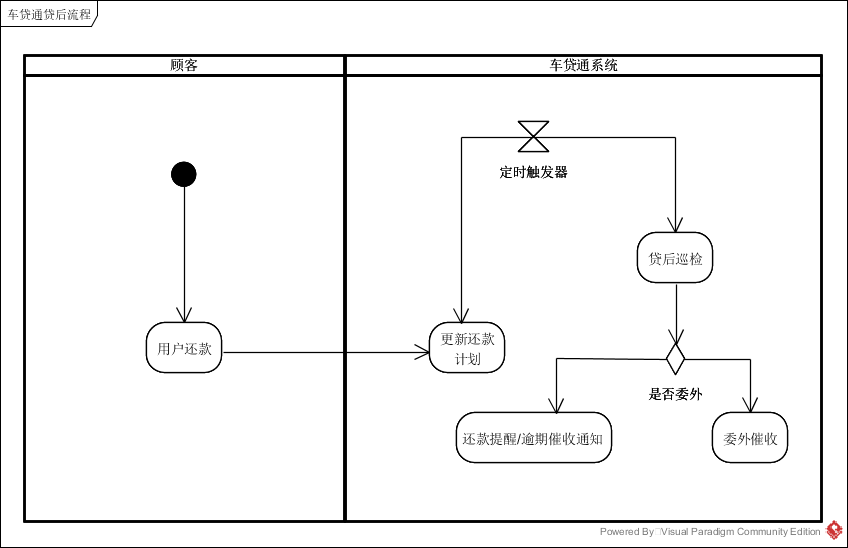 车贷通贷后流程
顾客
车贷通系统
定时触发器
贷后巡检
用户还款
更新还款
计划
是否委外
还款提醒/逾期催收通知
委外催收
Powered By Visual Paradigm Community Edition